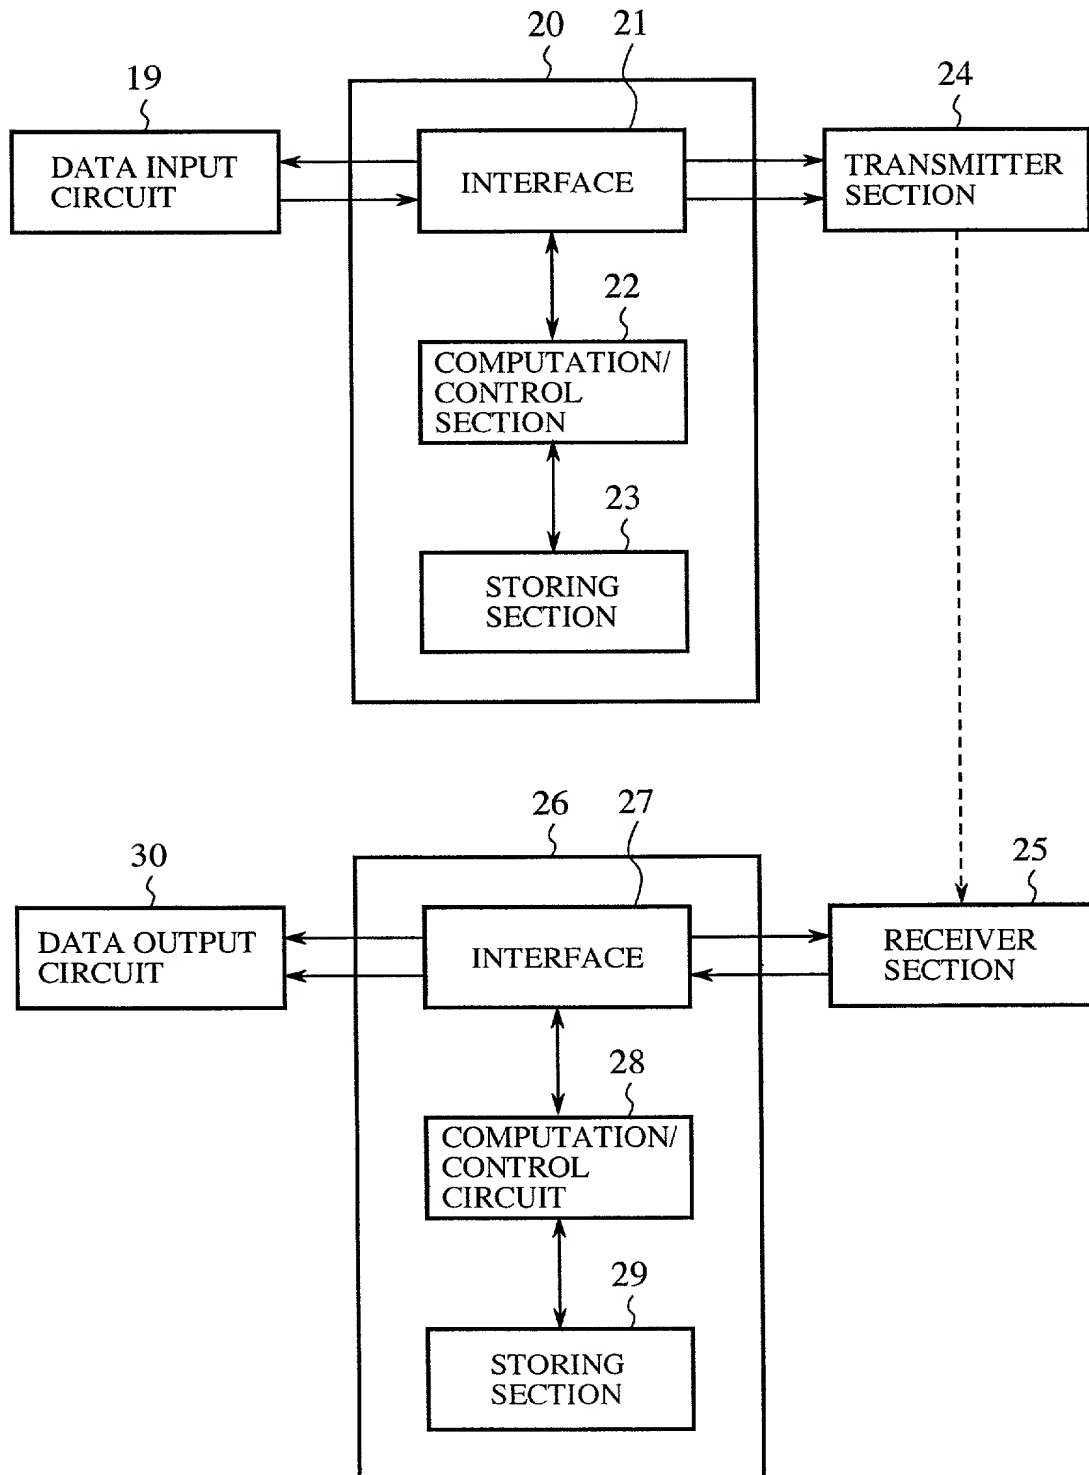 20
21
19
24
DATA INPUT
CIRCUIT
INTERFACE
TRANSMITTER
SECTION
22
COMPUTATION/
CONTROL
SECTION
23
STORING
SECTION
26
27
30
25
DATA OUTPUT
CIRCUIT
INTERFACE
RECEIVER
SECTION
28
COMPUTATION/
CONTROL
CIRCUIT
29
STORING
SECTION